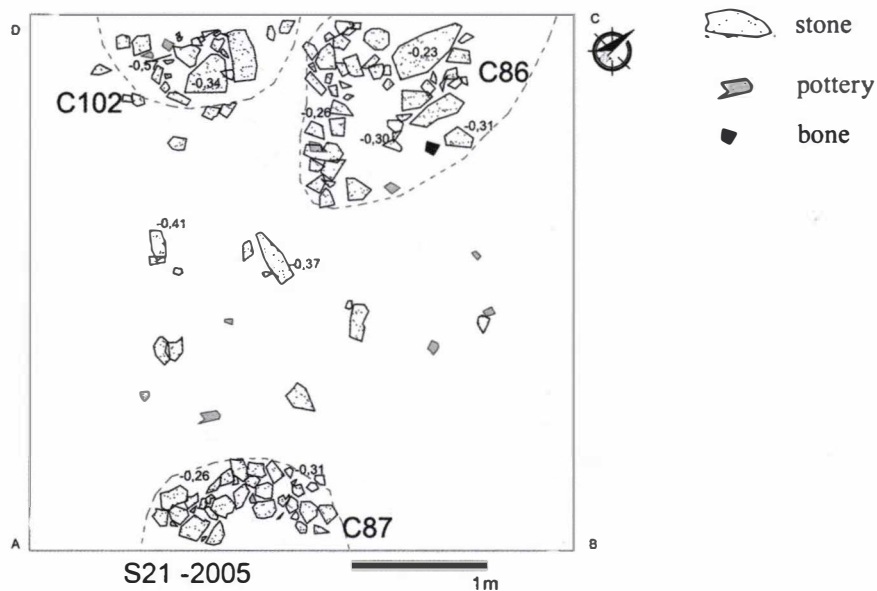 D
C
stone
-0,23
-0,5
C86
-0,34
pottery
C102
-0,26
-0,31
-0,30
bone
-0,41
-0,37
-0,26
-0,31
C87
A
B
S21 -2005
1m